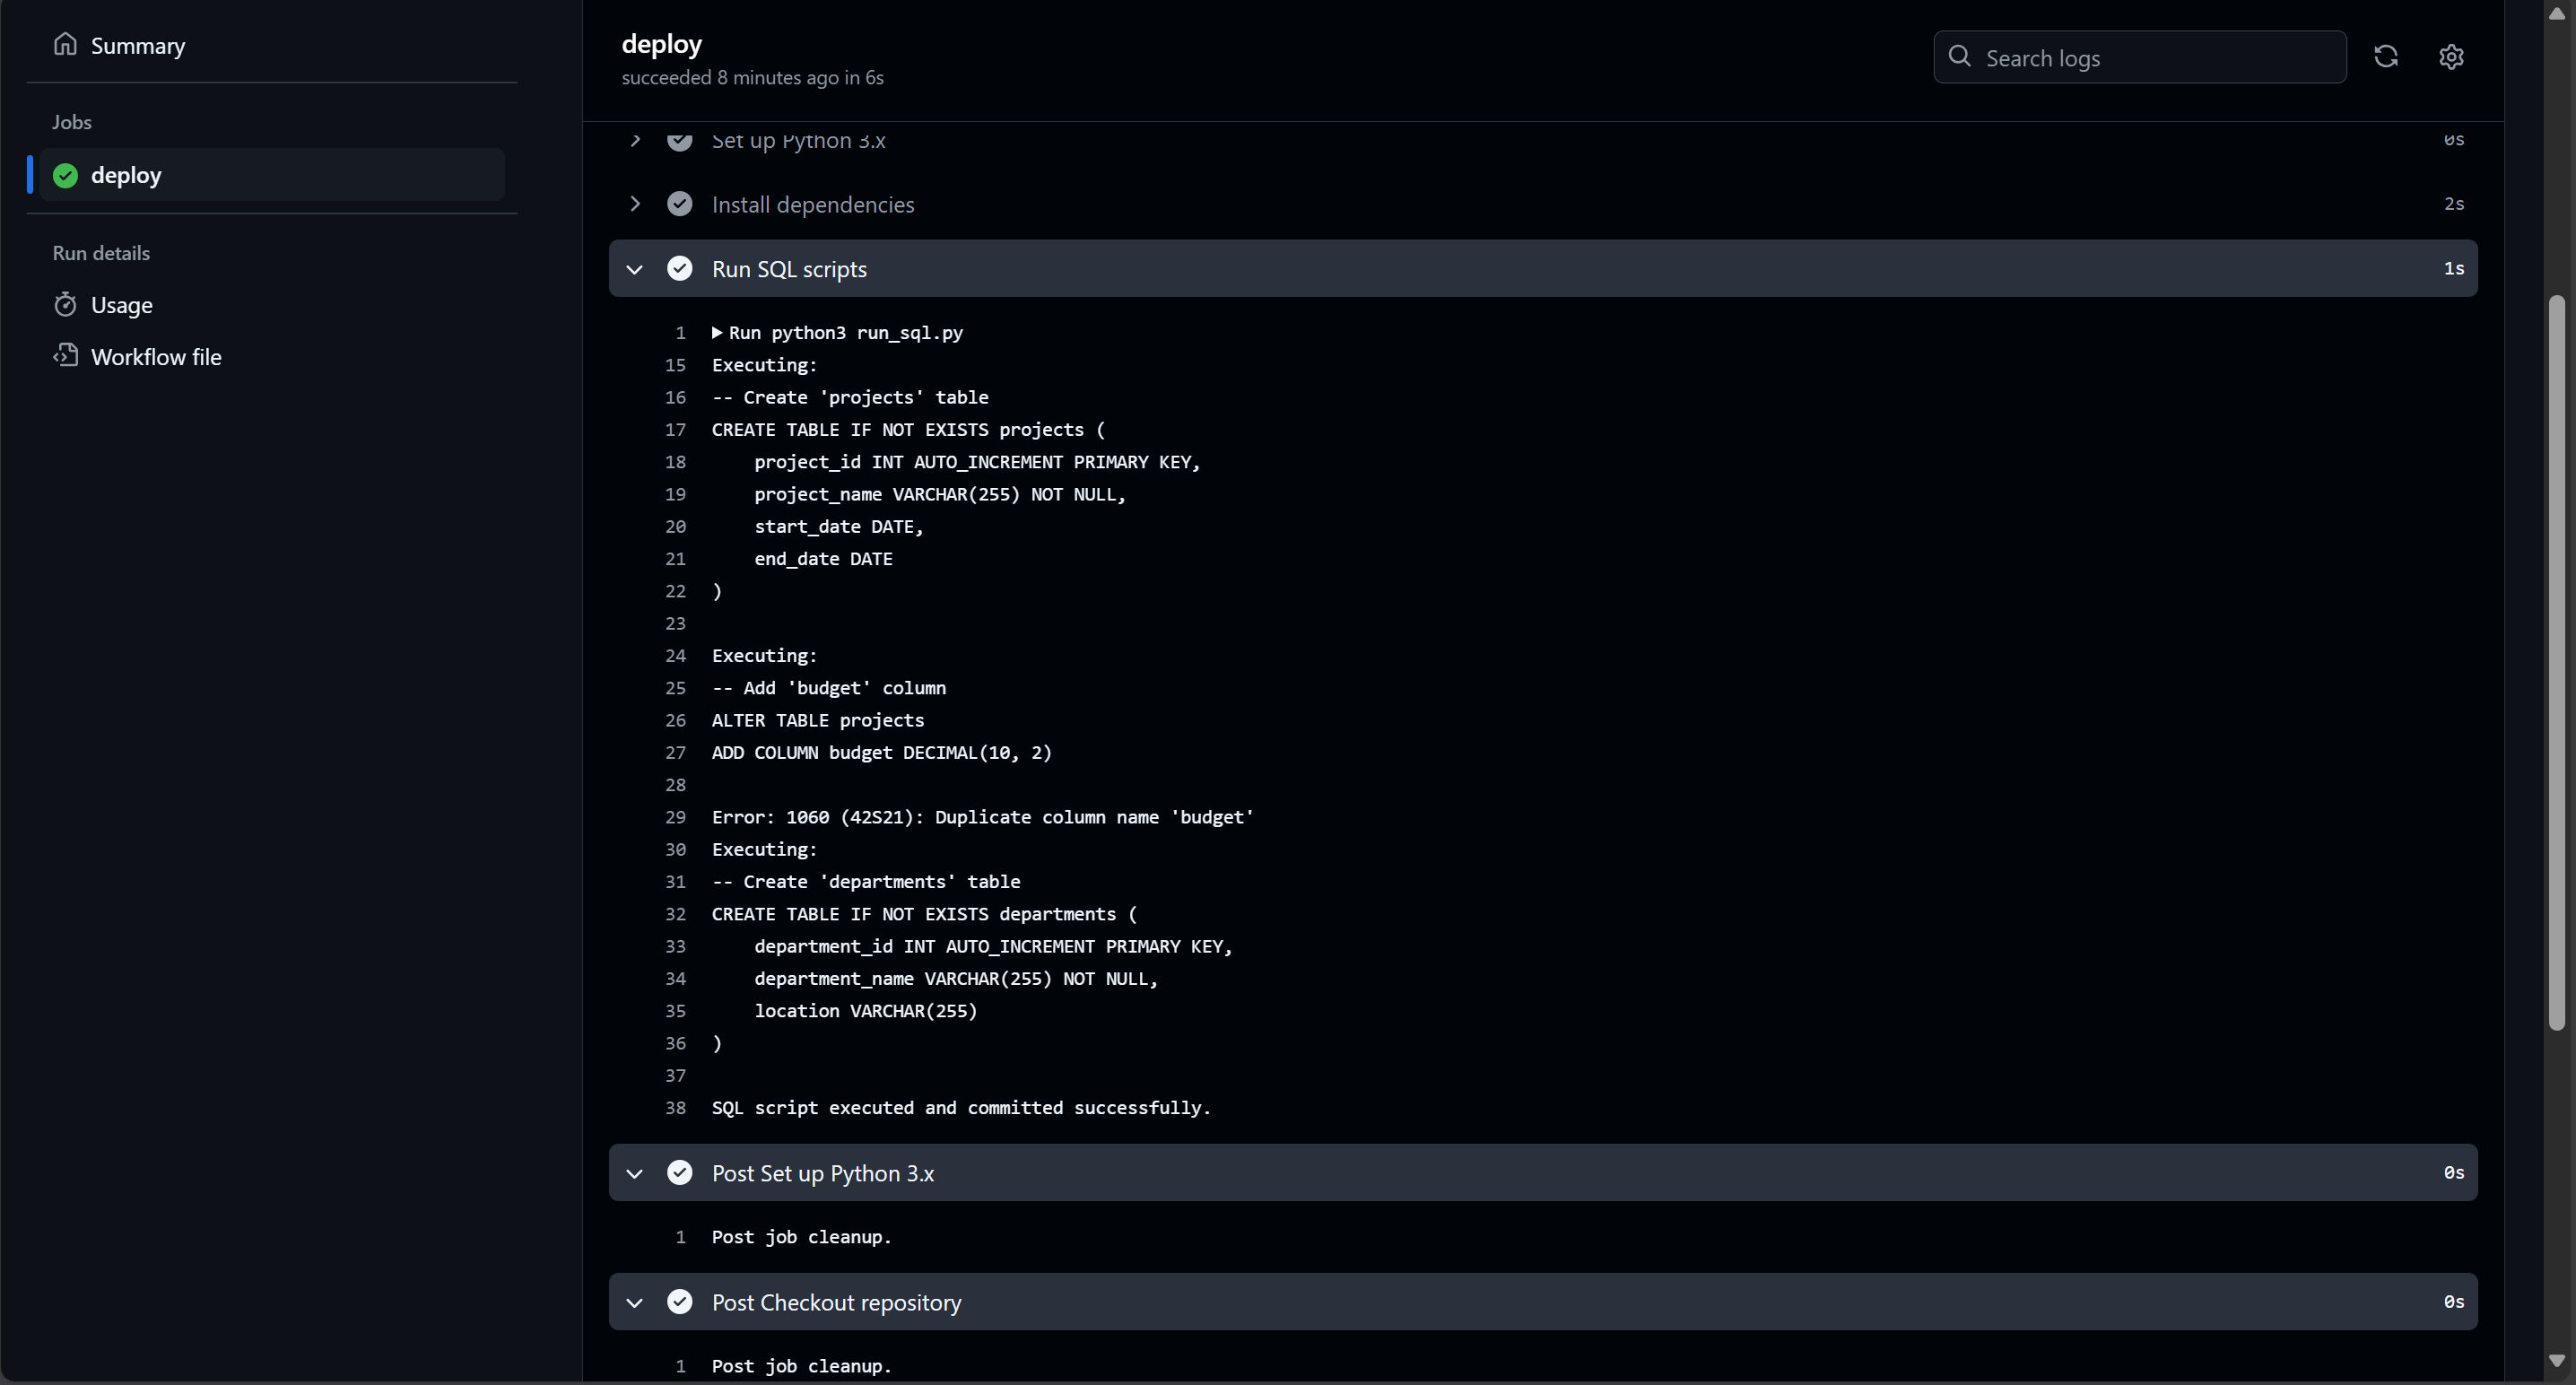 Summary
Jobs
deploy
Run details
Usage
Workflow file
deploy
succeeded 8 minutes ago in 6s
Search logs
Set up Python 3.x 0s
Install dependencies 2s
Run SQL scripts 1s
1 Run python3 run_sql.py
15 Executing:
16 -- Create 'projects' table
17 CREATE TABLE IF NOT EXISTS projects (
18 project_id INT AUTO_INCREMENT PRIMARY KEY,
19 project_name VARCHAR(255) NOT NULL,
20 start_date DATE,
21 end_date DATE
22 )
23
24 Executing:
25 -- Add 'budget' column
26 ALTER TABLE projects
27 ADD COLUMN budget DECIMAL(10, 2)
28
29 Error: 1060 (42S21): Duplicate column name 'budget'
30 Executing:
31 -- Create 'departments' table
32 CREATE TABLE IF NOT EXISTS departments (
33 department_id INT AUTO_INCREMENT PRIMARY KEY,
34 department_name VARCHAR(255) NOT NULL,
35 location VARCHAR(255)
36 )
37
38 SQL script executed and committed successfully.
Post Set up Python 3.x 0s
1 Post job cleanup.
Post Checkout repository 0s
1 Post job cleanup.